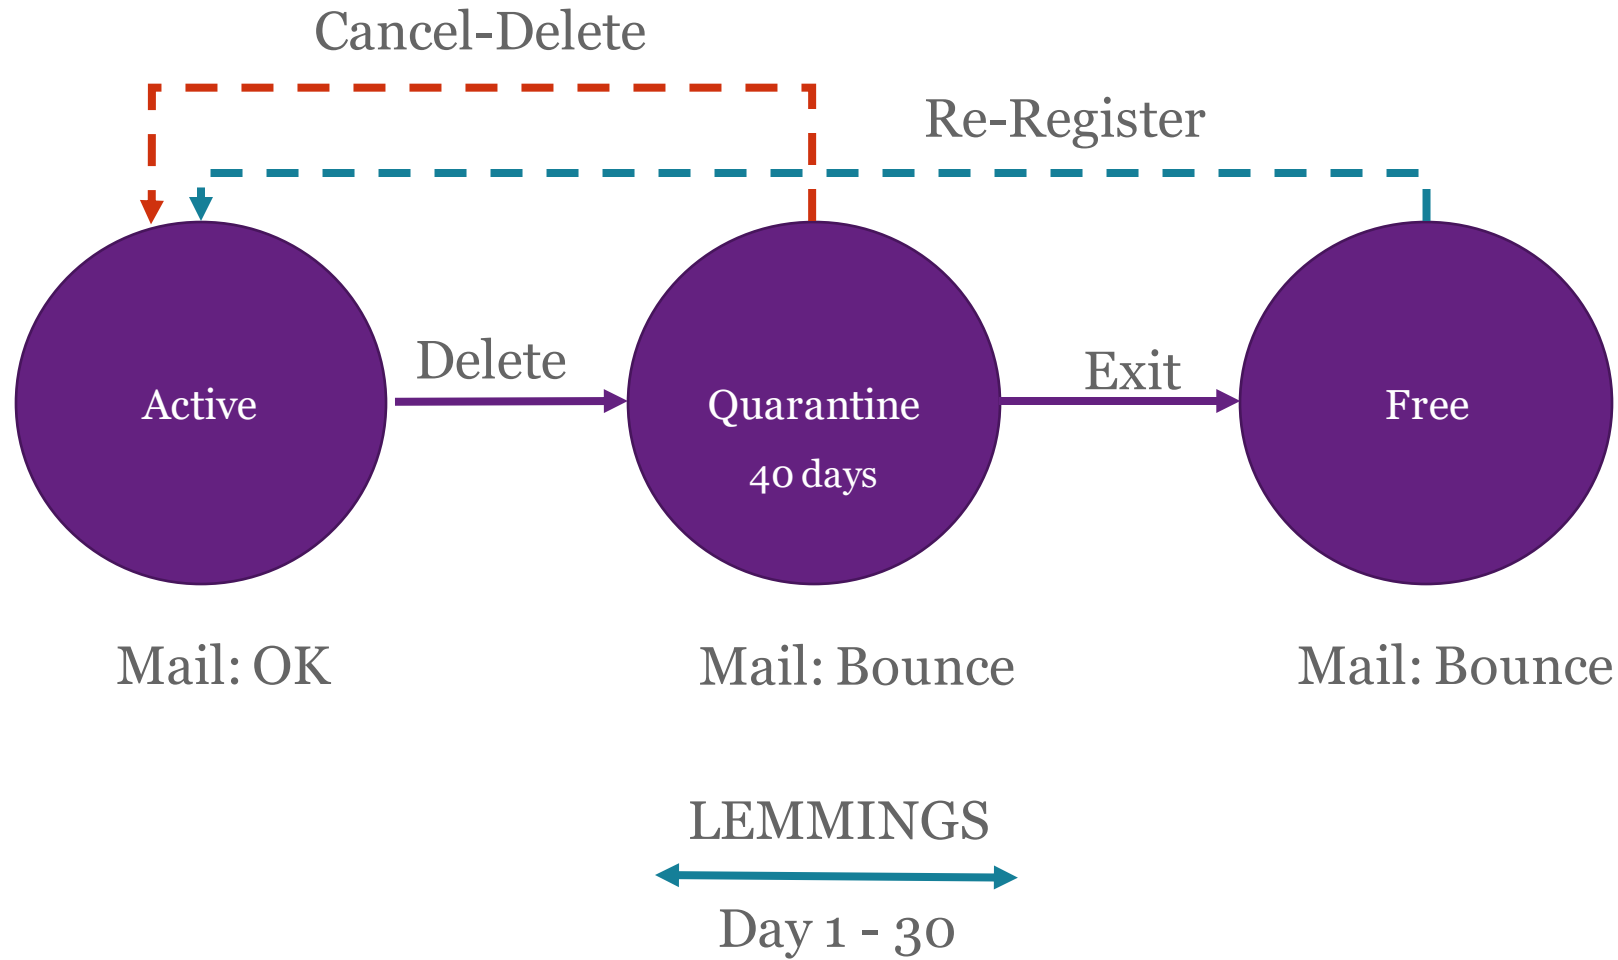 Cancel-Delete
Re-Register
Delete
Exit
Active
Quarantine
40 days
Free
Mail: OK
Mail: Bounce
Mail: Bounce
LEMMINGS
Day 1 - 30